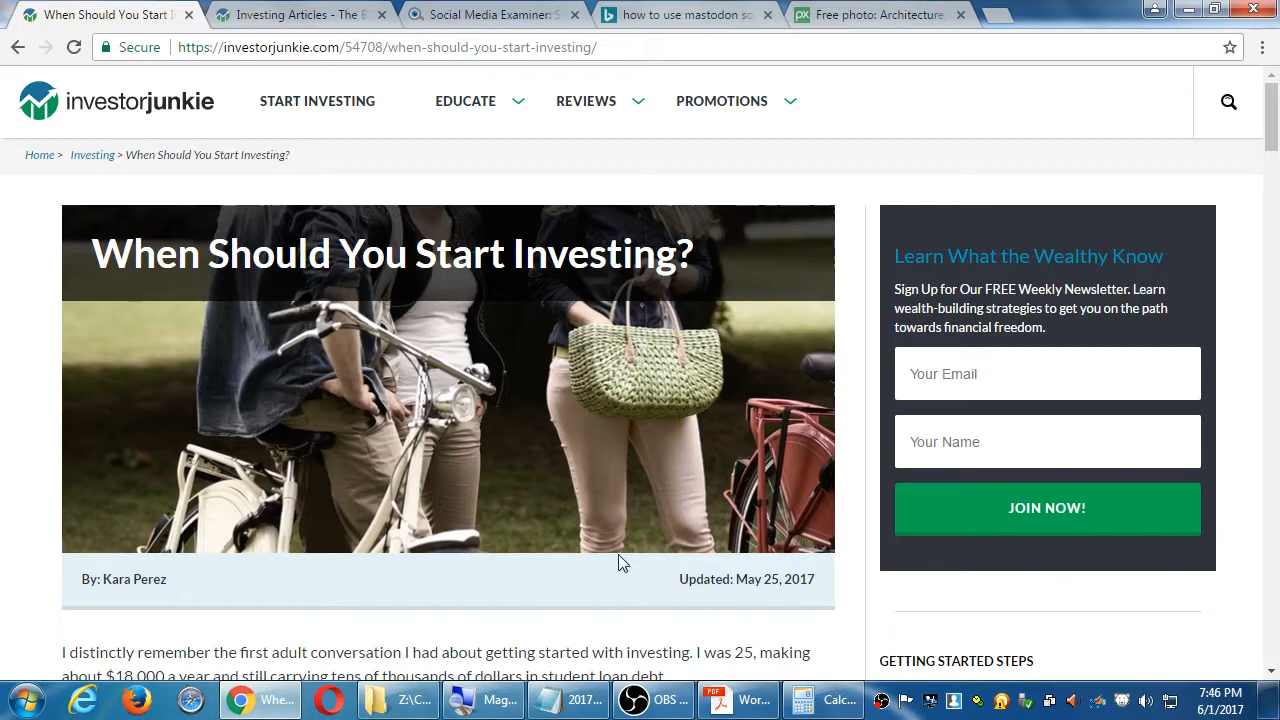 When Should You Start I
Investing Articles - The B
Social Media Examiner: S
how to use mastodon soc
Free photo: Architecture,
Secure https://investorjunkie.com/54708/when-should-you-start-investing/
investorjunkie
START INVESTING
EDUCATE
REVIEWS
PROMOTIONS
Home > Investing > When Should You Start Investing?
When Should You Start Investing?
By: Kara Perez
Updated: May 25, 2017
I distinctly remember the first adult conversation I had about getting started with investing. I was 25, making
about $18,000 a year and still carrying tens of thousands of dollars in student loan debt.
Learn What the Wealthy Know
Sign Up for Our FREE Weekly Newsletter. Learn
wealth-building strategies to get you on the path
towards financial freedom.
Your Email
Your Name
JOIN NOW!
GETTING STARTED STEPS
Whe...
Z:\C...
Mag...
2017...
OBS ...
PDF
Wor...
Calc...
7:46 PM
6/1/2017